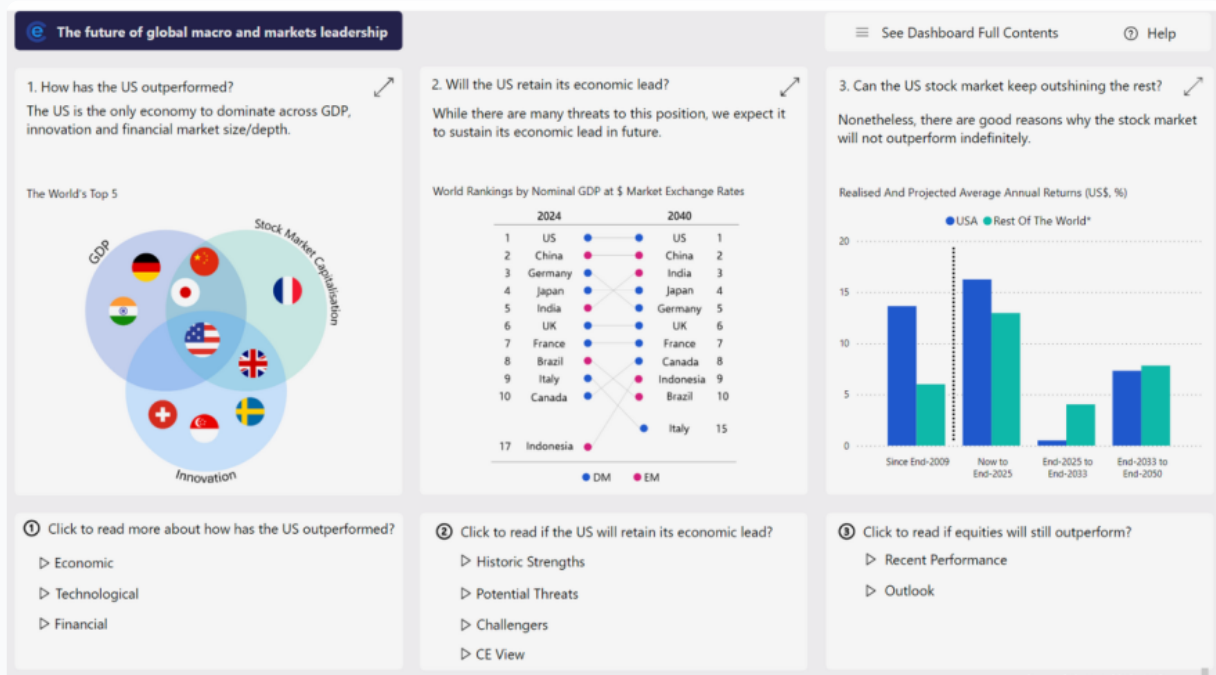 The future of global macro and markets leadership
See Dashboard Full Contents
Help
1. How has the US outperformed?
The US is the only economy to dominate across GDP,
innovation and financial market size/depth.
The World's Top 5
GDP
Stock Market Capitalisation
Innovation
2. Will the US retain its economic lead?
While there are many threats to this position, we expect it
to sustain its economic lead in future.
World Rankings by Nominal GDP at $ Market Exchange Rates
2024 2040
1 US US 1
2 China China 2
3 Germany India 3
4 Japan Japan 4
5 India Germany 5
6 UK UK 6
7 France France 7
8 Brazil Canada 8
9 Italy Indonesia 9
10 Canada Brazil 10
Italy 15
17 Indonesia
DM EM
3. Can the US stock market keep outshining the rest?
Nonetheless, there are good reasons why the stock market
will not outperform indefinitely.
Realised And Projected Average Annual Returns (US$, %)
USA Rest Of The World*
20
15
10
5
0
Since End-2009
Now to
End-2025
End-2025 to
End-2033
End-2033 to
End-2050
1 Click to read more about how has the US outperformed?
Economic
Technological
Financial
2 Click to read if the US will retain its economic lead?
Historic Strengths
Potential Threats
Challengers
CE View
3 Click to read if equities will still outperform?
Recent Performance
Outlook